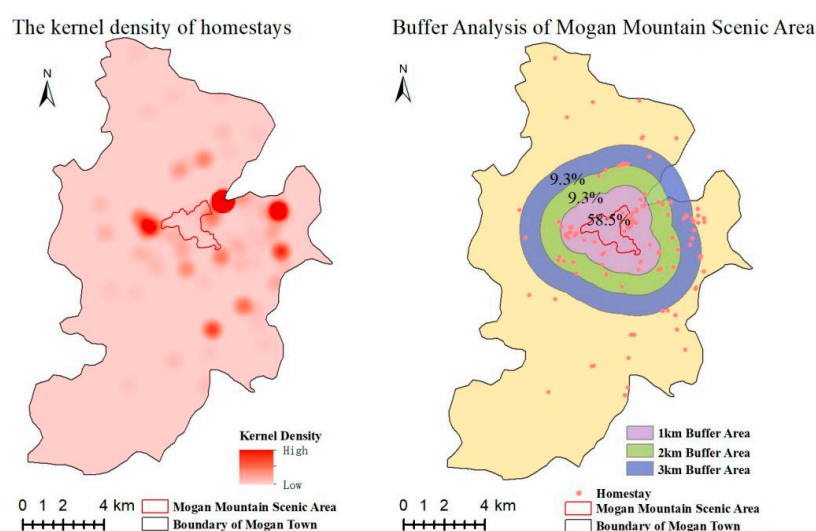 The kernel density of homestays
N
Kernel Density
High
Low
0 1 2 4 km
Mogan Mountain Scenic Area
Boundary of Mogan Town
Buffer Analysis of Mogan Mountain Scenic Area
N
9.3%
9.3%
58.5%
1km Buffer Area
2km Buffer Area
3km Buffer Area
Homestay
Mogan Mountain Scenic Area
Boundary of Mogan Town
0 1 2 4 km